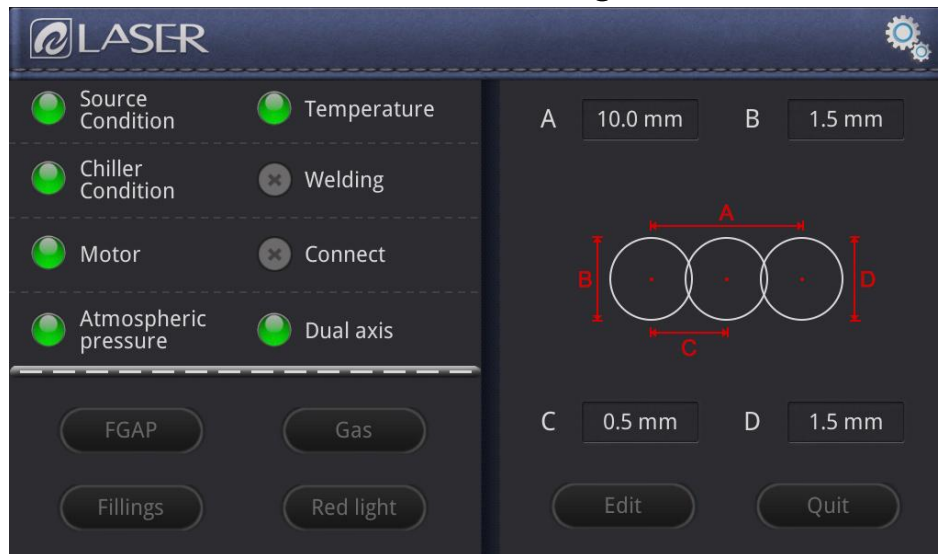 LASER
Source
Condition
Temperature
Chiller
Condition
Welding
Motor
Connect
Atmospheric
pressure
Dual axis
FGAP
Gas
Fillings
Red light
A 10.0 mm B 1.5 mm
A
B
D
C
C 0.5 mm D 1.5 mm
Edit
Quit